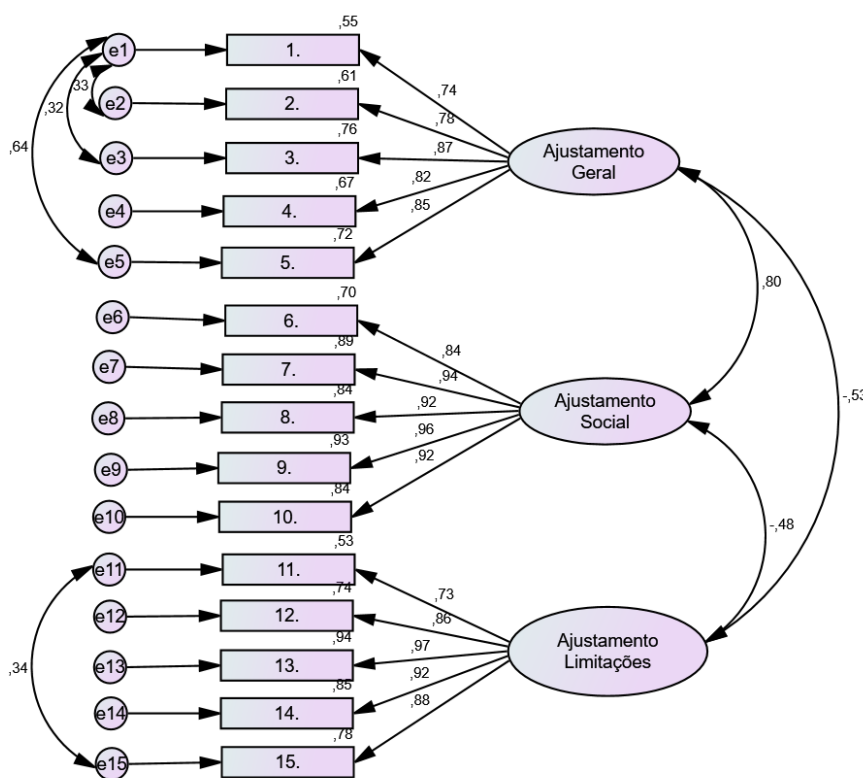 ,55
e1
1.
,61
,74
33
e2
2.
,78
,32
,76
e3
3.
,87
Ajustamento
Geral
,64
,67
e4
4.
,82
,72
,85
e5
5.
,80
,70
e6
6.
,84
,89
e7
7.
,94
,84
-,53
e8
8.
,92
Ajustamento
Social
,93
,96
e9
9.
,92
,84
e10
10.
-,48
,53
e11
11.
,74
,73
e12
12.
,86
,94
,34
e13
13.
,97
Ajustamento
Limitações
,85
,92
e14
14.
,88
,78
e15
15.